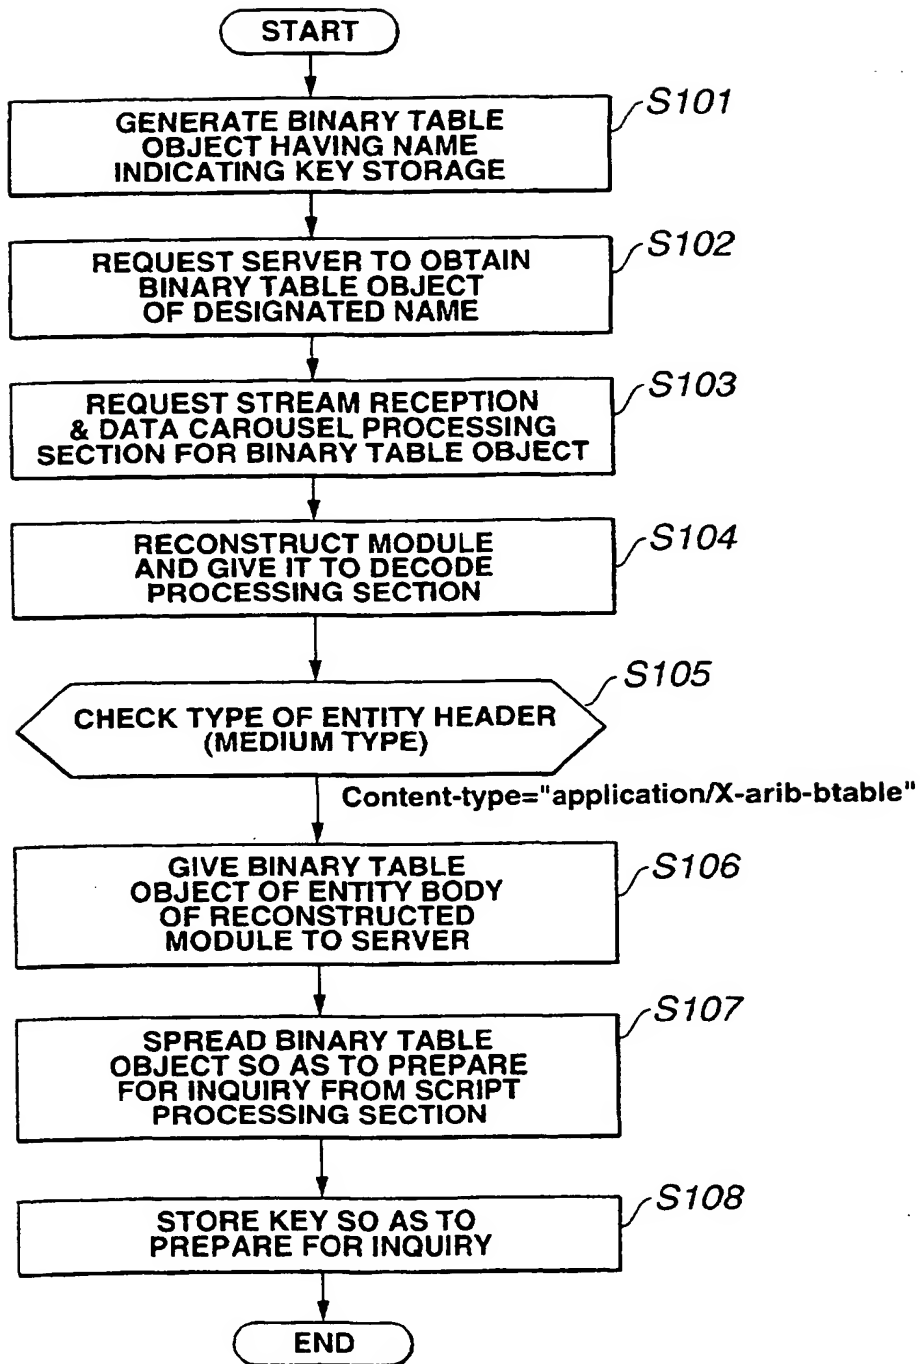 START
S101
GENERATE BINARY TABLE
OBJECT HAVING NAME
INDICATING KEY STORAGE
S102
REQUEST SERVER TO OBTAIN
BINARY TABLE OBJECT
OF DESIGNATED NAME
S103
REQUEST STREAM RECEPTION
& DATA CAROUSEL PROCESSING
SECTION FOR BINARY TABLE OBJECT
S104
RECONSTRUCT MODULE
AND GIVE IT TO DECODE
PROCESSING SECTION
S105
CHECK TYPE OF ENTITY HEADER
(MEDIUM TYPE)
Content-type="application/X-arib-btable"
S106
GIVE BINARY TABLE
OBJECT OF ENTITY BODY
OF RECONSTRUCTED
MODULE TO SERVER
S107
SPREAD BINARY TABLE
OBJECT SO AS TO PREPARE
FOR INQUIRY FROM SCRIPT
PROCESSING SECTION
S108
STORE KEY SO AS TO
PREPARE FOR INQUIRY
END